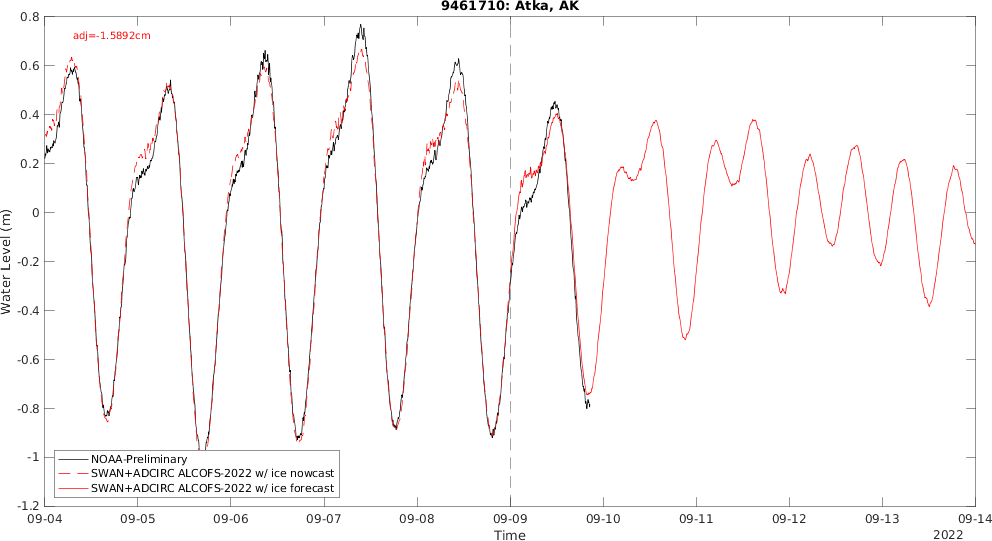 9461710: Atka, AK
adj=-1.5892cm
Water Level (m)
0.8
0.6
0.4
0.2
0
-0.2
-0.4
-0.6
-0.8
-1
-1.2
NOAA-Preliminary
SWAN+ADCIRC ALCOFS-2022 w/ ice nowcast
SWAN+ADCIRC ALCOFS-2022 w/ ice forecast
09-04 09-05 09-06 09-07 09-08 09-09 09-10 09-11 09-12 09-13 09-14
Time
2022